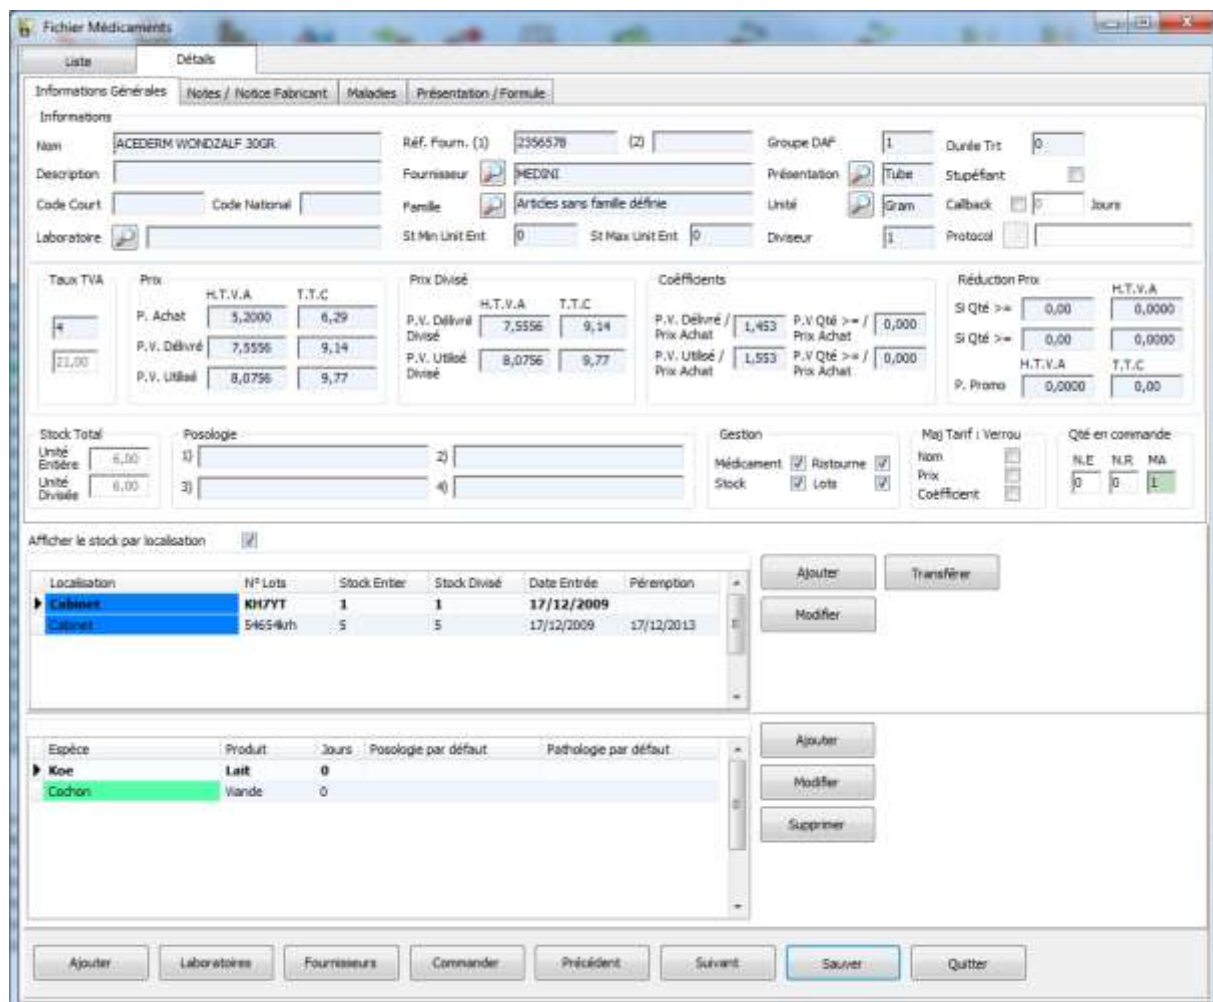 Fichier Médicaments
Liste Détails
Informations Générales Notes / Notice Fabricant Maladies Présentation / Formule
Informations
Nom ACEDERM WONDZALF 30GR Réf. Fourn. (1) 2356578 (2) Groupe DAF 1 Durée Trt 0
Description Fournisseur MEDINI Présentation Tube Stupéfiant
Code Court Code National Famille Articles sans famille définie Unité Gram Callback 0 Jours
Laboratoire St Min Unit Ent 0 St Max Unit Ent 0 Diviseur 1 Protocol
Taux TVA Prix Prix Divisé Coéfficients Réduction Prix
H.T.V.A T.T.C H.T.V.A T.T.C H.T.V.A
4 P. Achat 5,2000 6,29 P.V. Délivré Divisé 7,5556 9,14 P.V. Délivré / Prix Achat 1,453 P.V Qté >= / Prix Achat 0,000 Si Qté >= 0,00 0,0000
21,00 P.V. Délivré 7,5556 9,14 P.V. Utilisé Divisé 8,0756 9,77 P.V. Utilisé / Prix Achat 1,553 P.V Qté >= / Prix Achat 0,000 Si Qté >= 0,00 0,0000
H.T.V.A T.T.C
P.V. Utilisé 8,0756 9,77 P. Promo 0,0000 0,00
Stock Total Posologie Gestion Maj Tarif : Verrou Qté en commande
Unité Entière 6,00 1) 2) Médicament Ristourne Nom N.E N.R MA
Unité Divisée 6,00 3) 4) Stock Lots Prix 0 0 1
Coéfficient
Afficher le stock par localisation
Localisation N° Lots Stock Entier Stock Divisé Date Entrée Péremption Ajouter Transférer
Cabinet KH7YT 1 1 17/12/2009
Cabinet 54654krh 5 5 17/12/2009 17/12/2013 Modifier
Espèce Produit Jours Posologie par défaut Pathologie par défaut Ajouter
Koe Lait 0
Cochon Viande 0 Modifier
Supprimer
Ajouter Laboratoires Fournisseurs Commander Précédent Suivant Sauver Quitter